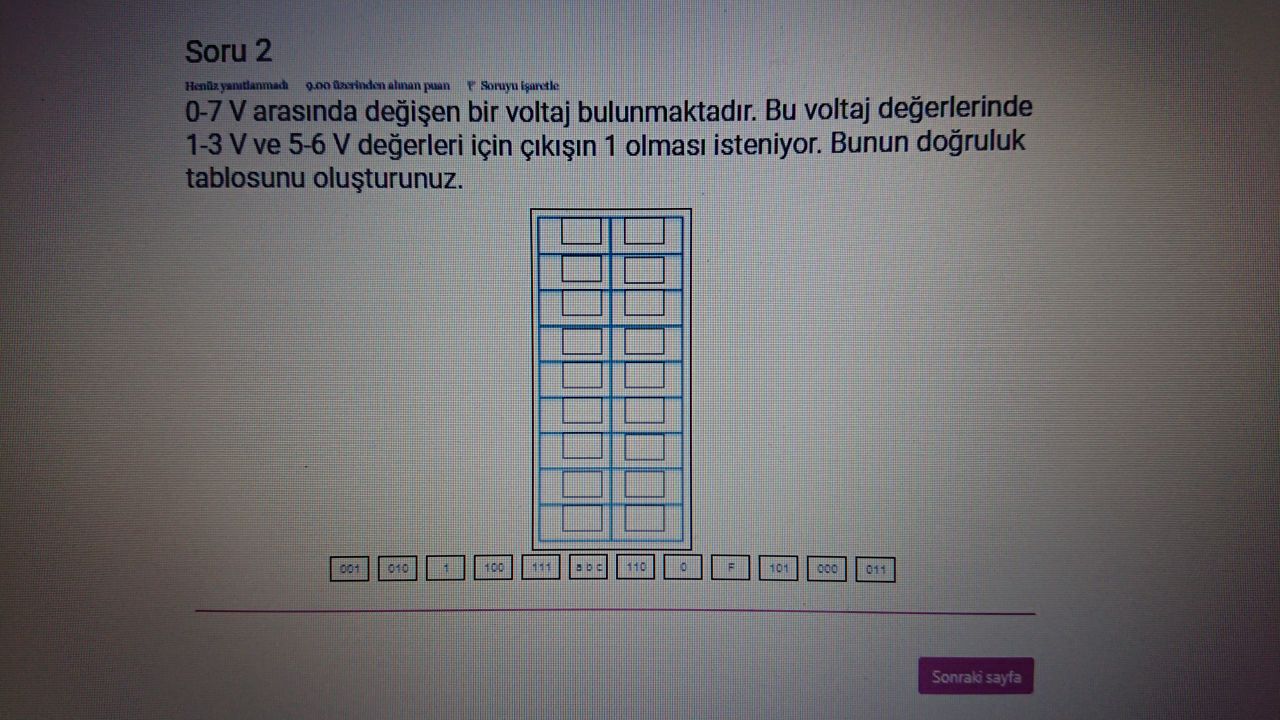 Soru 2
Henüz yanıtlanmadı 9.00 üzerinden alınan puan Soruyu işaretle
0-7 V arasında değişen bir voltaj bulunmaktadır. Bu voltaj değerlerinde
1-3 V ve 5-6 V değerleri için çıkışın 1 olması isteniyor. Bunun doğruluk
tablosunu oluşturunuz.
001 010 1 100 111 a b c 110 0 F 101 000 011
Sonraki sayfa